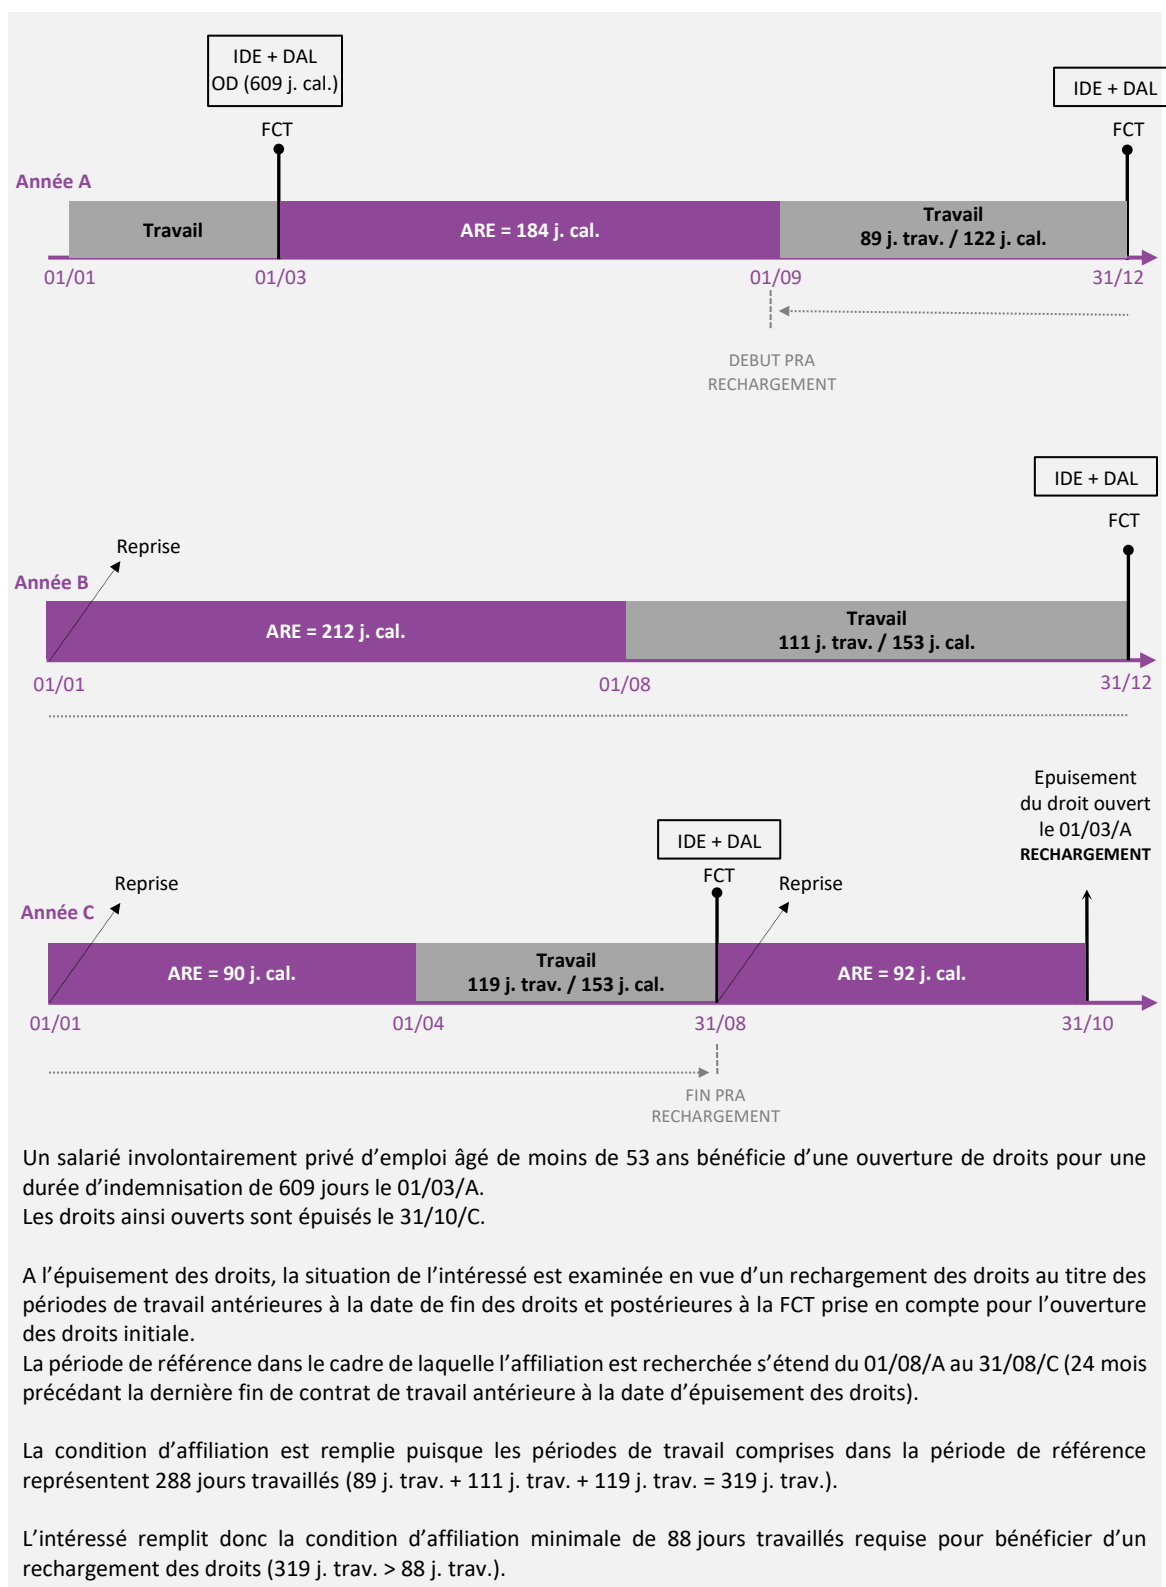 IDE + DAL
OD (609 j. cal.)
IDE + DAL
FCT
FCT
Année A
Travail
ARE = 184 j. cal.
Travail
89 j. trav. / 122 j. cal.
01/01
01/03
01/09
31/12
DEBUT PRA
RECHARGEMENT
IDE + DAL
FCT
Reprise
Année B
ARE = 212 j. cal.
Travail
111 j. trav. / 153 j. cal.
01/01
01/08
31/12
Epuisement
du droit ouvert
le 01/03/A
RECHARGEMENT
IDE + DAL
FCT
Reprise
Reprise
Année C
ARE = 90 j. cal.
Travail
119 j. trav. / 153 j. cal.
ARE = 92 j. cal.
01/01
01/04
31/08
31/10
FIN PRA
RECHARGEMENT
Un salarié involontairement privé d’emploi âgé de moins de 53 ans bénéficie d’une ouverture de droits pour une
durée d’indemnisation de 609 jours le 01/03/A.
Les droits ainsi ouverts sont épuisés le 31/10/C.
A l’épuisement des droits, la situation de l’intéressé est examinée en vue d’un rechargement des droits au titre des
périodes de travail antérieures à la date de fin des droits et postérieures à la FCT prise en compte pour l’ouverture
des droits initiale.
La période de référence dans le cadre de laquelle l’affiliation est recherchée s’étend du 01/08/A au 31/08/C (24 mois
précédant la dernière fin de contrat de travail antérieure à la date d’épuisement des droits).
La condition d’affiliation est remplie puisque les périodes de travail comprises dans la période de référence
représentent 288 jours travaillés (89 j. trav. + 111 j. trav. + 119 j. trav. = 319 j. trav.).
L’intéressé remplit donc la condition d’affiliation minimale de 88 jours travaillés requise pour bénéficier d’un
rechargement des droits (319 j. trav. > 88 j. trav.).